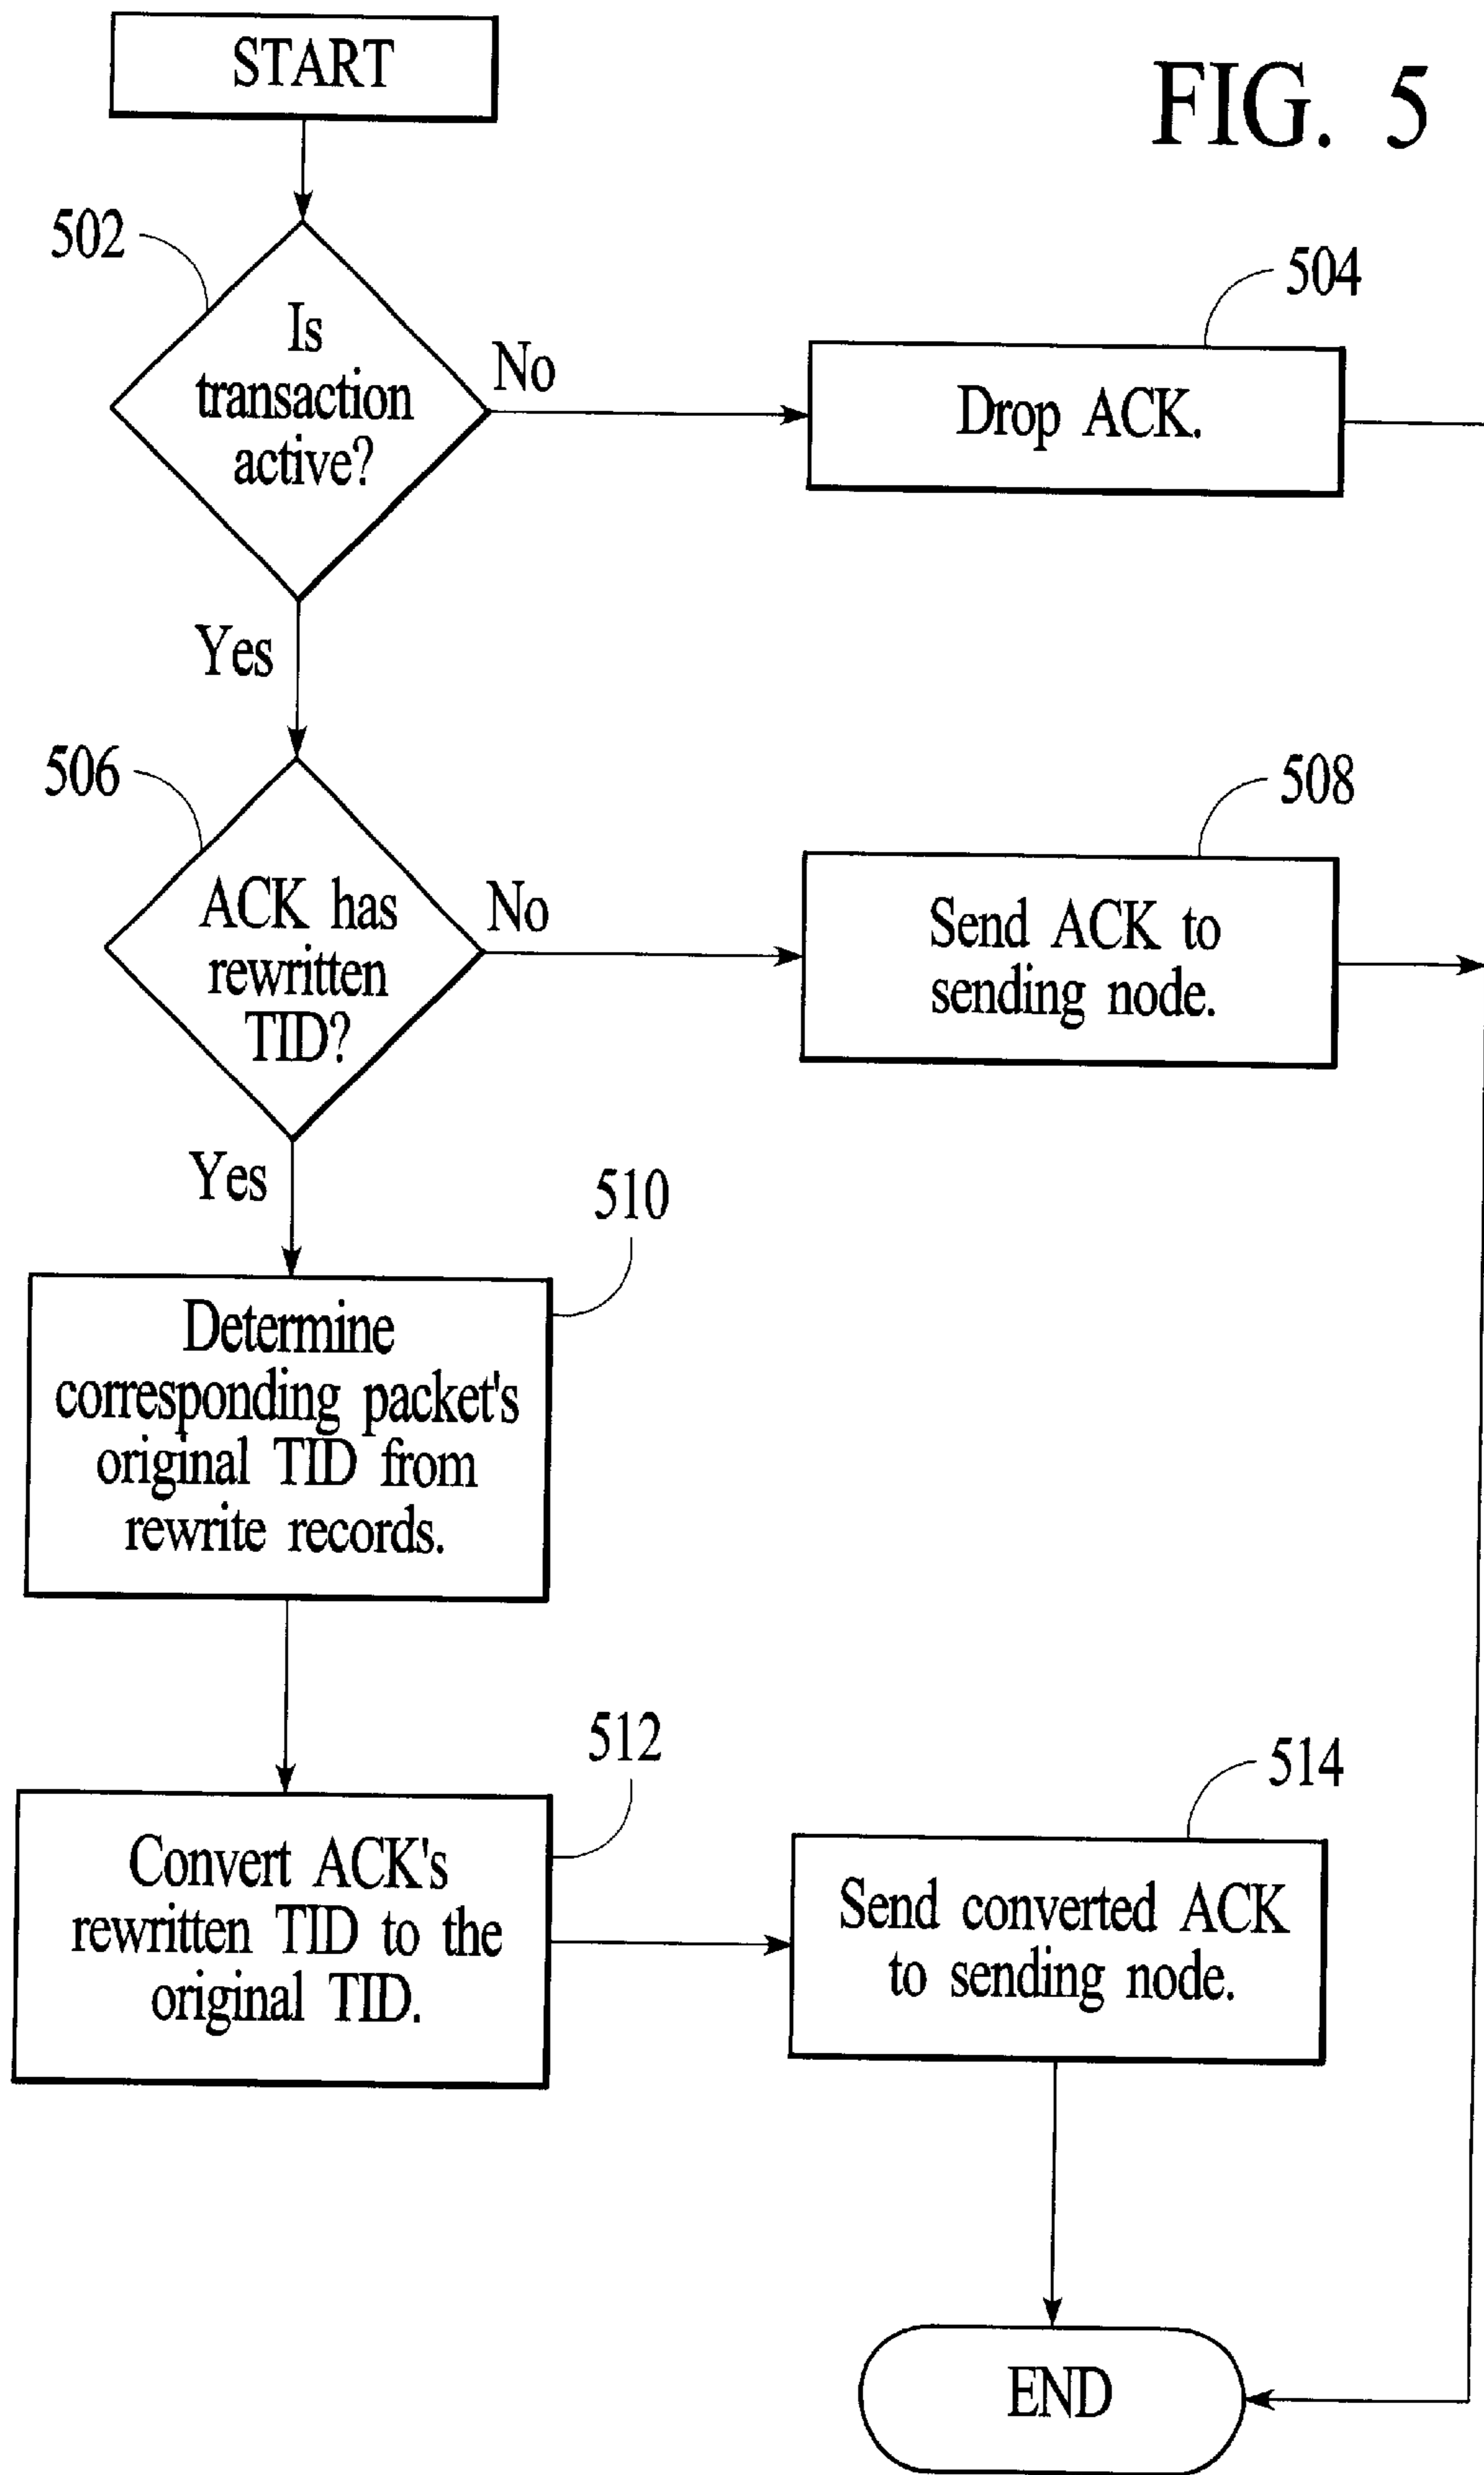 START
FIG. 5
502
Is
transaction
active?
No
504
Drop ACK.
Yes
506
ACK has
rewritten
TID?
No
508
Send ACK to
sending node.
Yes
510
Determine
corresponding packet's
original TID from
rewrite records.
512
Convert ACK's
rewritten TID to the
original TID.
514
Send converted ACK
to sending node.
END